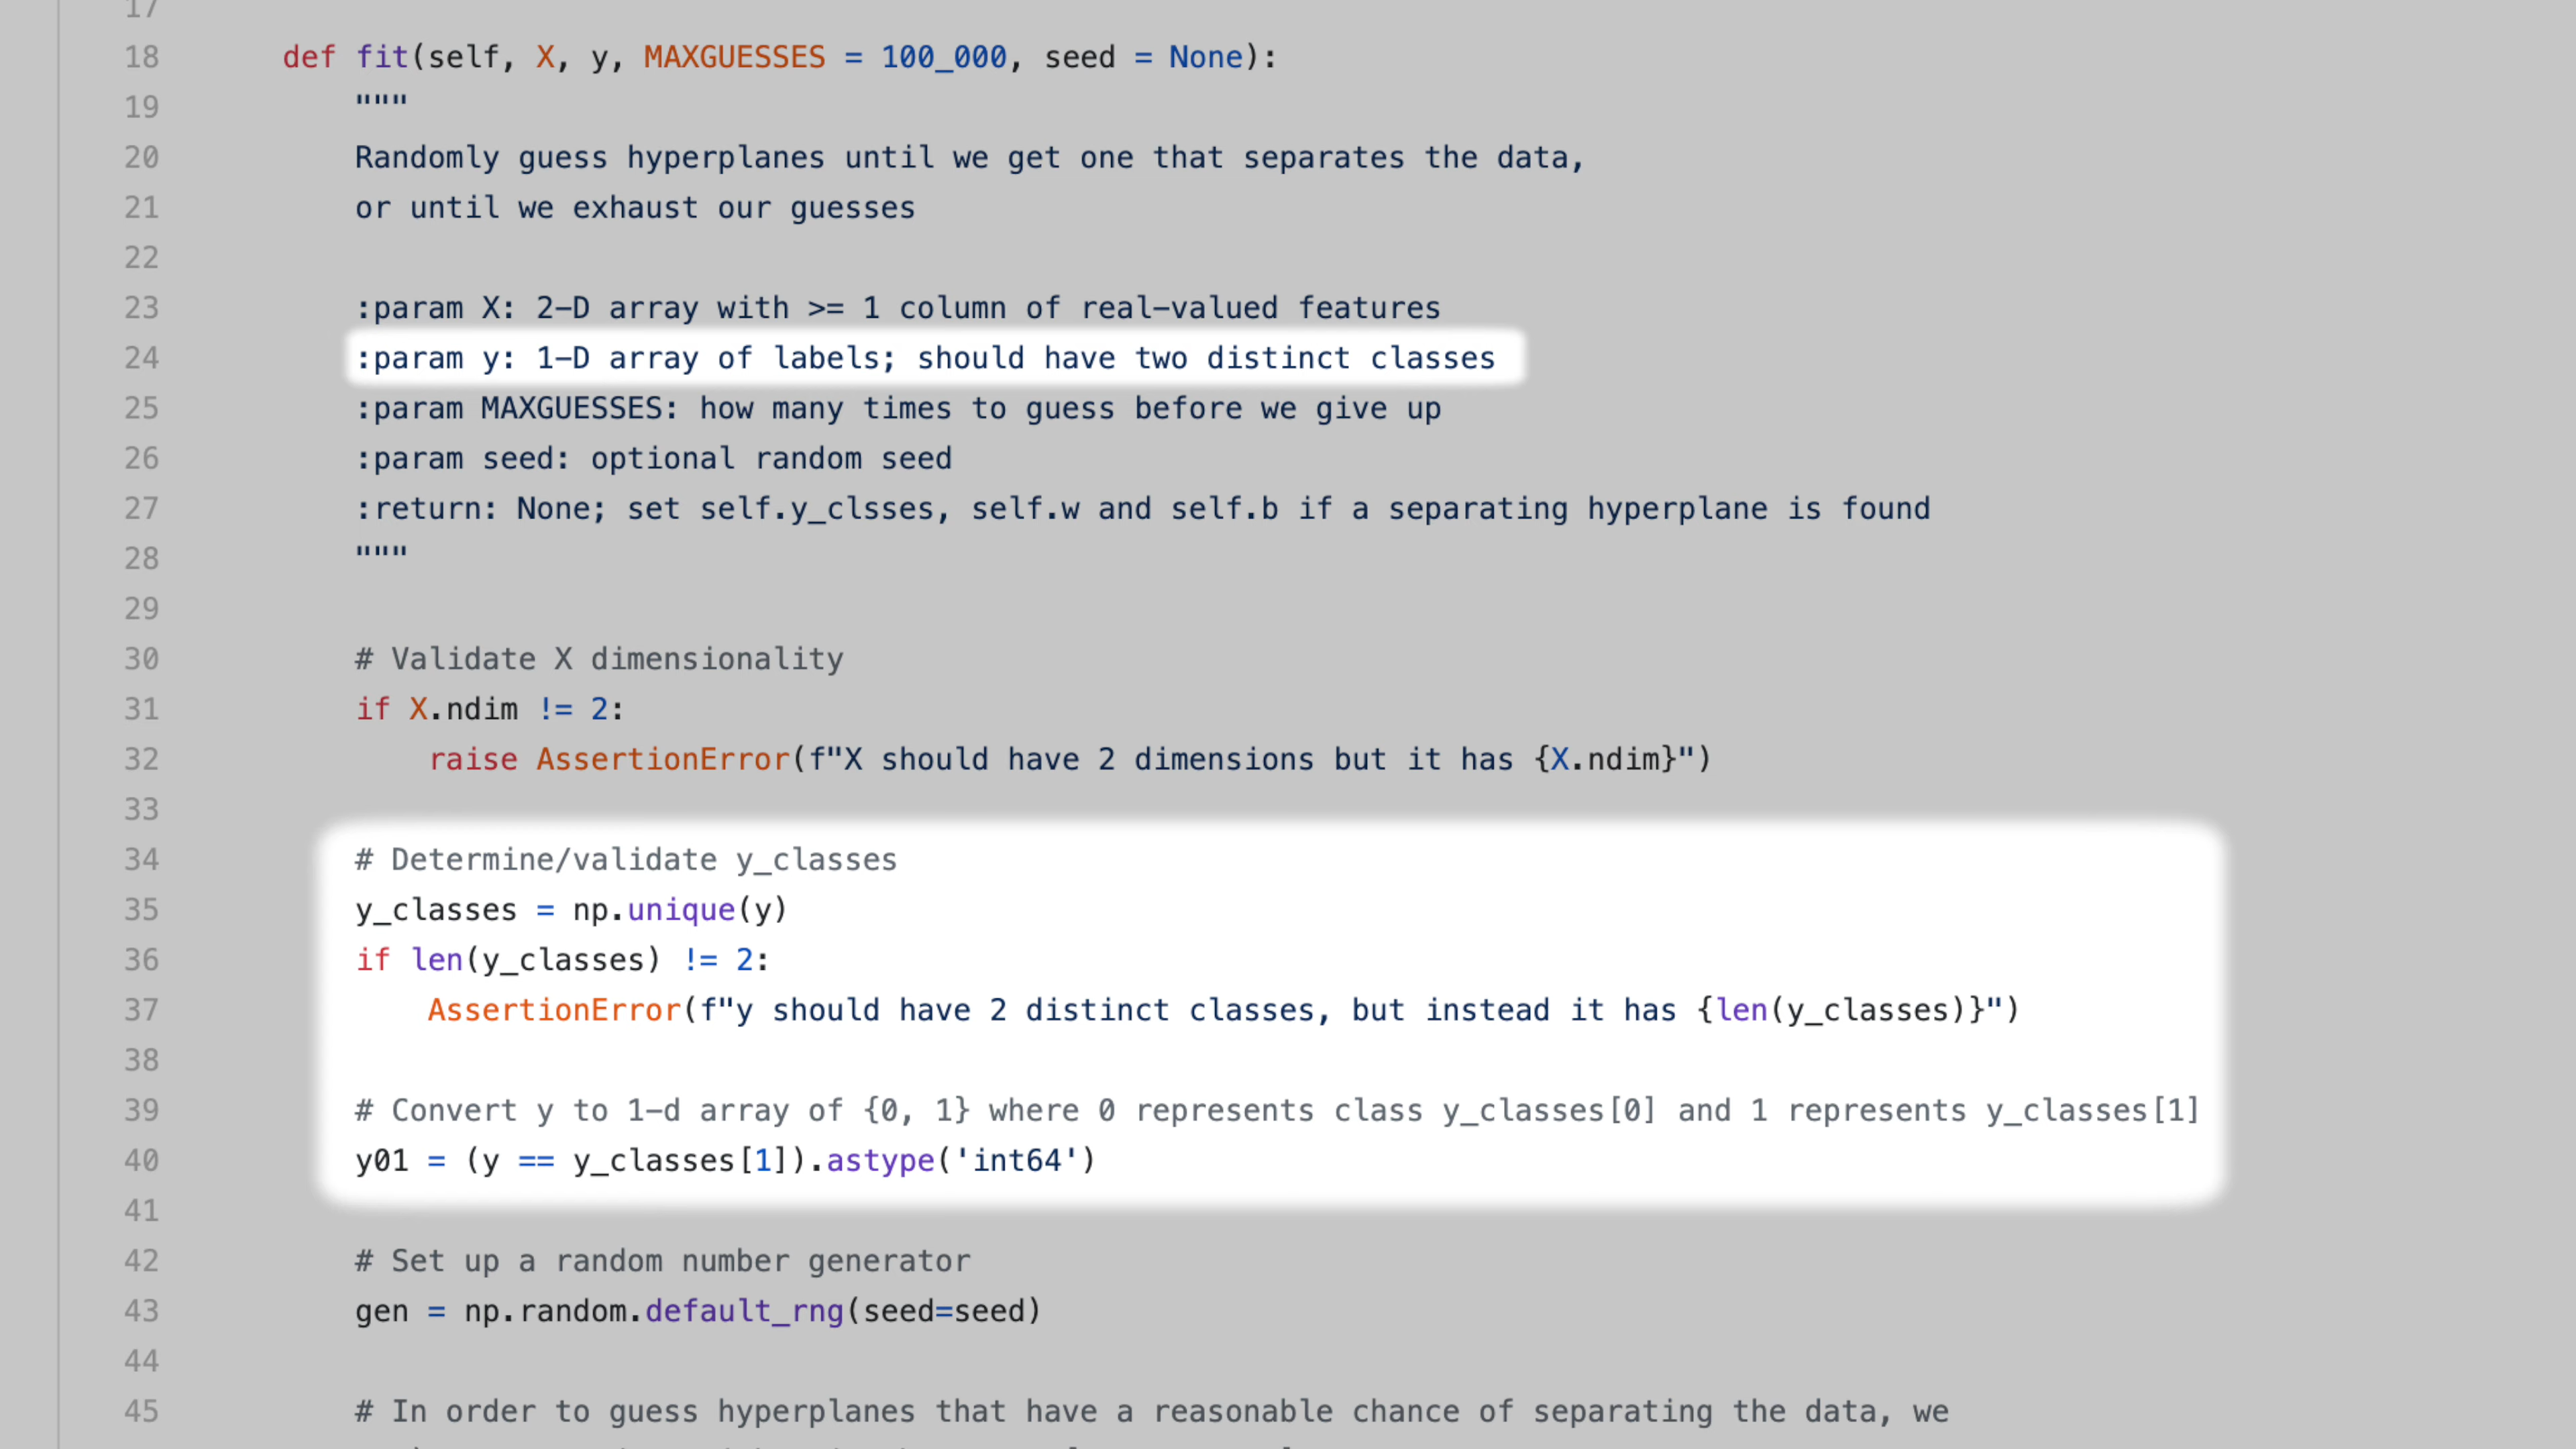 17
18 def fit(self, X, y, MAXGUESSES = 100_000, seed = None):
19 """
20 Randomly guess hyperplanes until we get one that separates the data,
21 or until we exhaust our guesses
22
23 :param X: 2-D array with >= 1 column of real-valued features
24 :param y: 1-D array of labels; should have two distinct classes
25 :param MAXGUESSES: how many times to guess before we give up
26 :param seed: optional random seed
27 :return: None; set self.y_clsses, self.w and self.b if a separating hyperplane is found
28 """
29
30 # Validate X dimensionality
31 if X.ndim != 2:
32 raise AssertionError(f"X should have 2 dimensions but it has {X.ndim}")
33
34 # Determine/validate y_classes
35 y_classes = np.unique(y)
36 if len(y_classes) != 2:
37 AssertionError(f"y should have 2 distinct classes, but instead it has {len(y_classes)}")
38
39 # Convert y to 1-d array of {0, 1} where 0 represents class y_classes[0] and 1 represents y_classes[1]
40 y01 = (y == y_classes[1]).astype('int64')
41
42 # Set up a random number generator
43 gen = np.random.default_rng(seed=seed)
44
45 # In order to guess hyperplanes that have a reasonable chance of separating the data, we